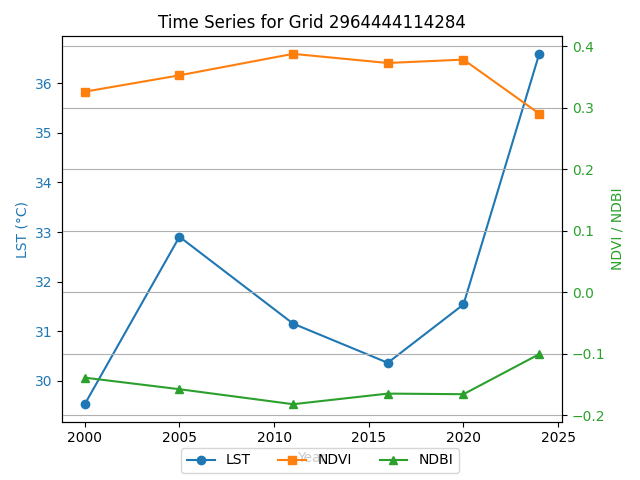 Time Series for Grid 2964444114284
LST (°C)
36
35
34
33
32
31
30
0.4
0.3
0.2
0.1
0.0
−0.1
−0.2
NDVI / NDBI
2000 2005 2010 2015 2020 2025
Year
LST NDVI NDBI